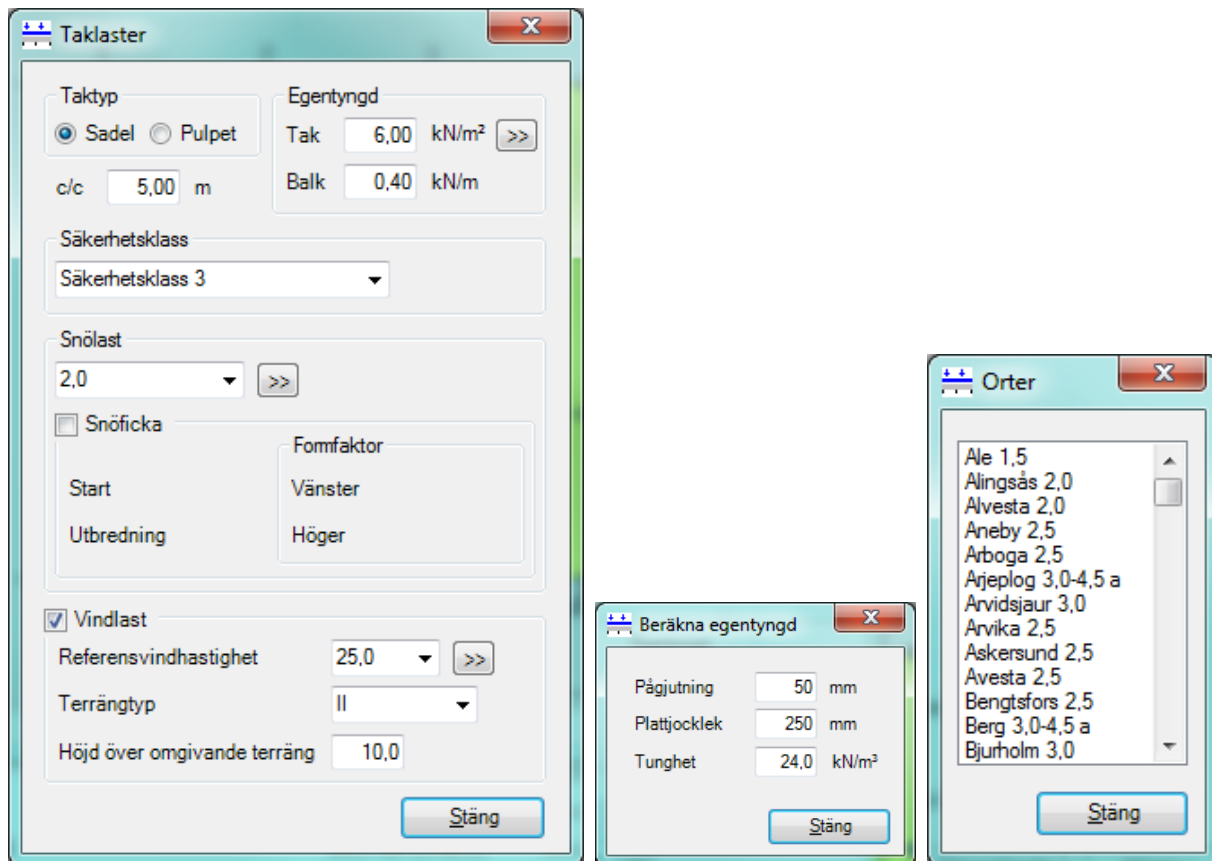 Taklaster
Taktyp
Sadel Pulpet
c/c 5,00 m
Egentyngd
Tak 6,00 kN/m² >>
Balk 0,40 kN/m
Säkerhetsklass
Säkerhetsklass 3
Snölast
2,0 >>
Snöficka
Formfaktor
Start Vänster
Utbredning Höger
Vindlast
Referensvindhastighet 25,0 >>
Terrängtyp II
Höjd över omgivande terräng 10,0
Stäng
Beräkna egentyngd
Pågjutning 50 mm
Plattjocklek 250 mm
Tunghet 24,0 kN/m³
Stäng
Orter
Ale 1,5
Alingsås 2,0
Alvesta 2,0
Aneby 2,5
Arboga 2,5
Arjeplog 3,0-4,5 a
Arvidsjaur 3,0
Arvika 2,5
Askersund 2,5
Avesta 2,5
Bengtsfors 2,5
Berg 3,0-4,5 a
Bjurholm 3,0
Stäng